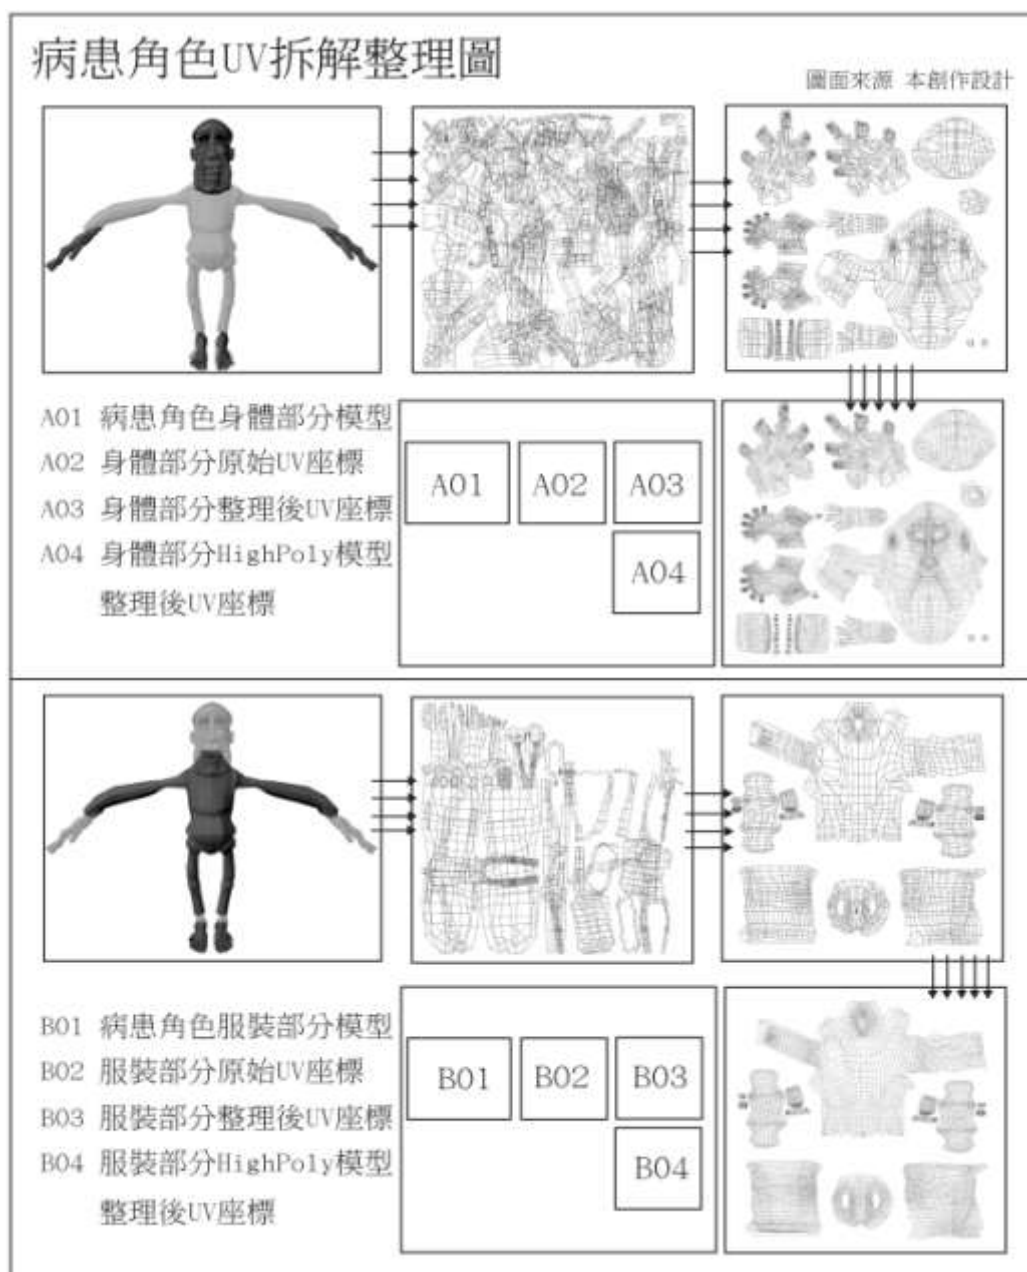 病患角色UV拆解整理圖
圖面來源 本創作設計
A01 病患角色身體部分模型
A02 身體部分原始UV座標
A03 身體部分整理後UV座標
A04 身體部分HighPoly模型
整理後UV座標
A01 A02 A03
A04
B01 病患角色服裝部分模型
B02 服裝部分原始UV座標
B03 服裝部分整理後UV座標
B04 服裝部分HighPoly模型
整理後UV座標
B01 B02 B03
B04